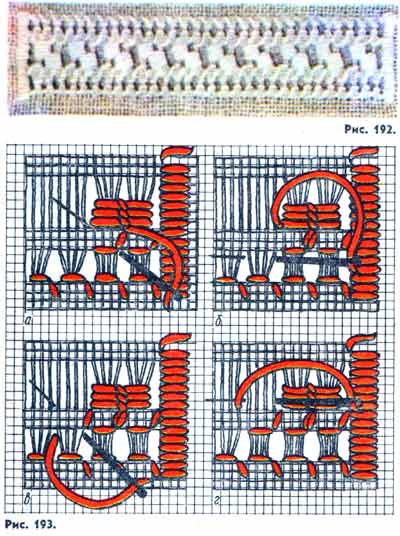 Рис. 192.
а
б
в
г
Рис. 193.